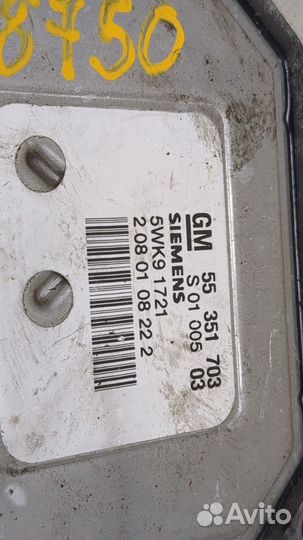 8750
GM 55 351 703
S 01 005 03
SIEMENS
5WK9 1721
2 08 01 08 22 2
Avito